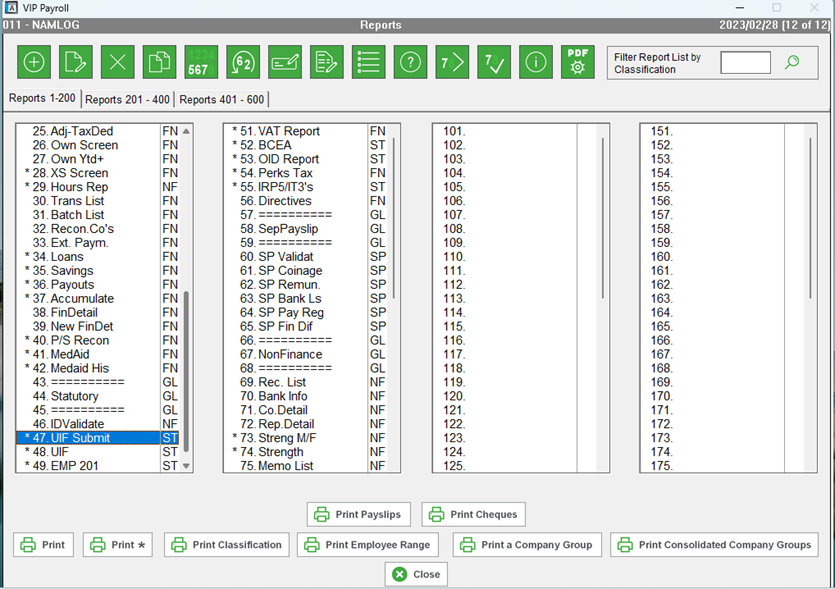 VIP Payroll
011 - NAMLOG Reports 2023/02/28 [12 of 12]
1234 567 62 ? 7 7 i PDF
Filter Report List by Classification
Reports 1-200 Reports 201 - 400 Reports 401 - 600
25. Adj-TaxDed FN
26. Own Screen FN
27. Own Ytd+ FN
* 28. XS Screen FN
* 29. Hours Rep NF
30. Trans List FN
31. Batch List FN
32. Recon.Co's FN
33. Ext. Paym. FN
* 34. Loans FN
* 35. Savings FN
* 36. Payouts FN
* 37. Accumulate FN
38. FinDetail FN
39. New FinDet FN
* 40. P/S Recon FN
* 41. MedAid FN
* 42. Medaid His FN
43. ========== GL
44. Statutory GL
45. ========== GL
46. IDValidate NF
* 47. UIF Submit ST
* 48. UIF ST
* 49. EMP 201 ST
* 51. VAT Report FN
* 52. BCEA ST
* 53. OID Report ST
* 54. Perks Tax FN
* 55. IRP5/IT3's ST
56. Directives FN
57. ========== GL
58. SepPayslip GL
59. ========== GL
60. SP Validat SP
61. SP Coinage SP
62. SP Remun. SP
63. SP Bank Ls SP
64. SP Pay Reg SP
65. SP Fin Dif SP
66. ========== GL
67. NonFinance GL
68. ========== GL
69. Rec. List NF
70. Bank Info NF
71. Co.Detail NF
72. Rep.Detail NF
* 73. Streng M/F NF
* 74. Strength NF
75. Memo List NF
101.
102.
103.
104.
105.
106.
107.
108.
109.
110.
111.
112.
113.
114.
115.
116.
117.
118.
119.
120.
121.
122.
123.
124.
125.
151.
152.
153.
154.
155.
156.
157.
158.
159.
160.
161.
162.
163.
164.
165.
166.
167.
168.
169.
170.
171.
172.
173.
174.
175.
Print Payslips Print Cheques
Print Print * Print Classification Print Employee Range Print a Company Group Print Consolidated Company Groups
Close